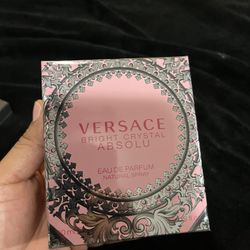 VERSACE
BRIGHT CRYSTAL
ABSOLU
EAU DE PARFUM
NATURAL SPRAY